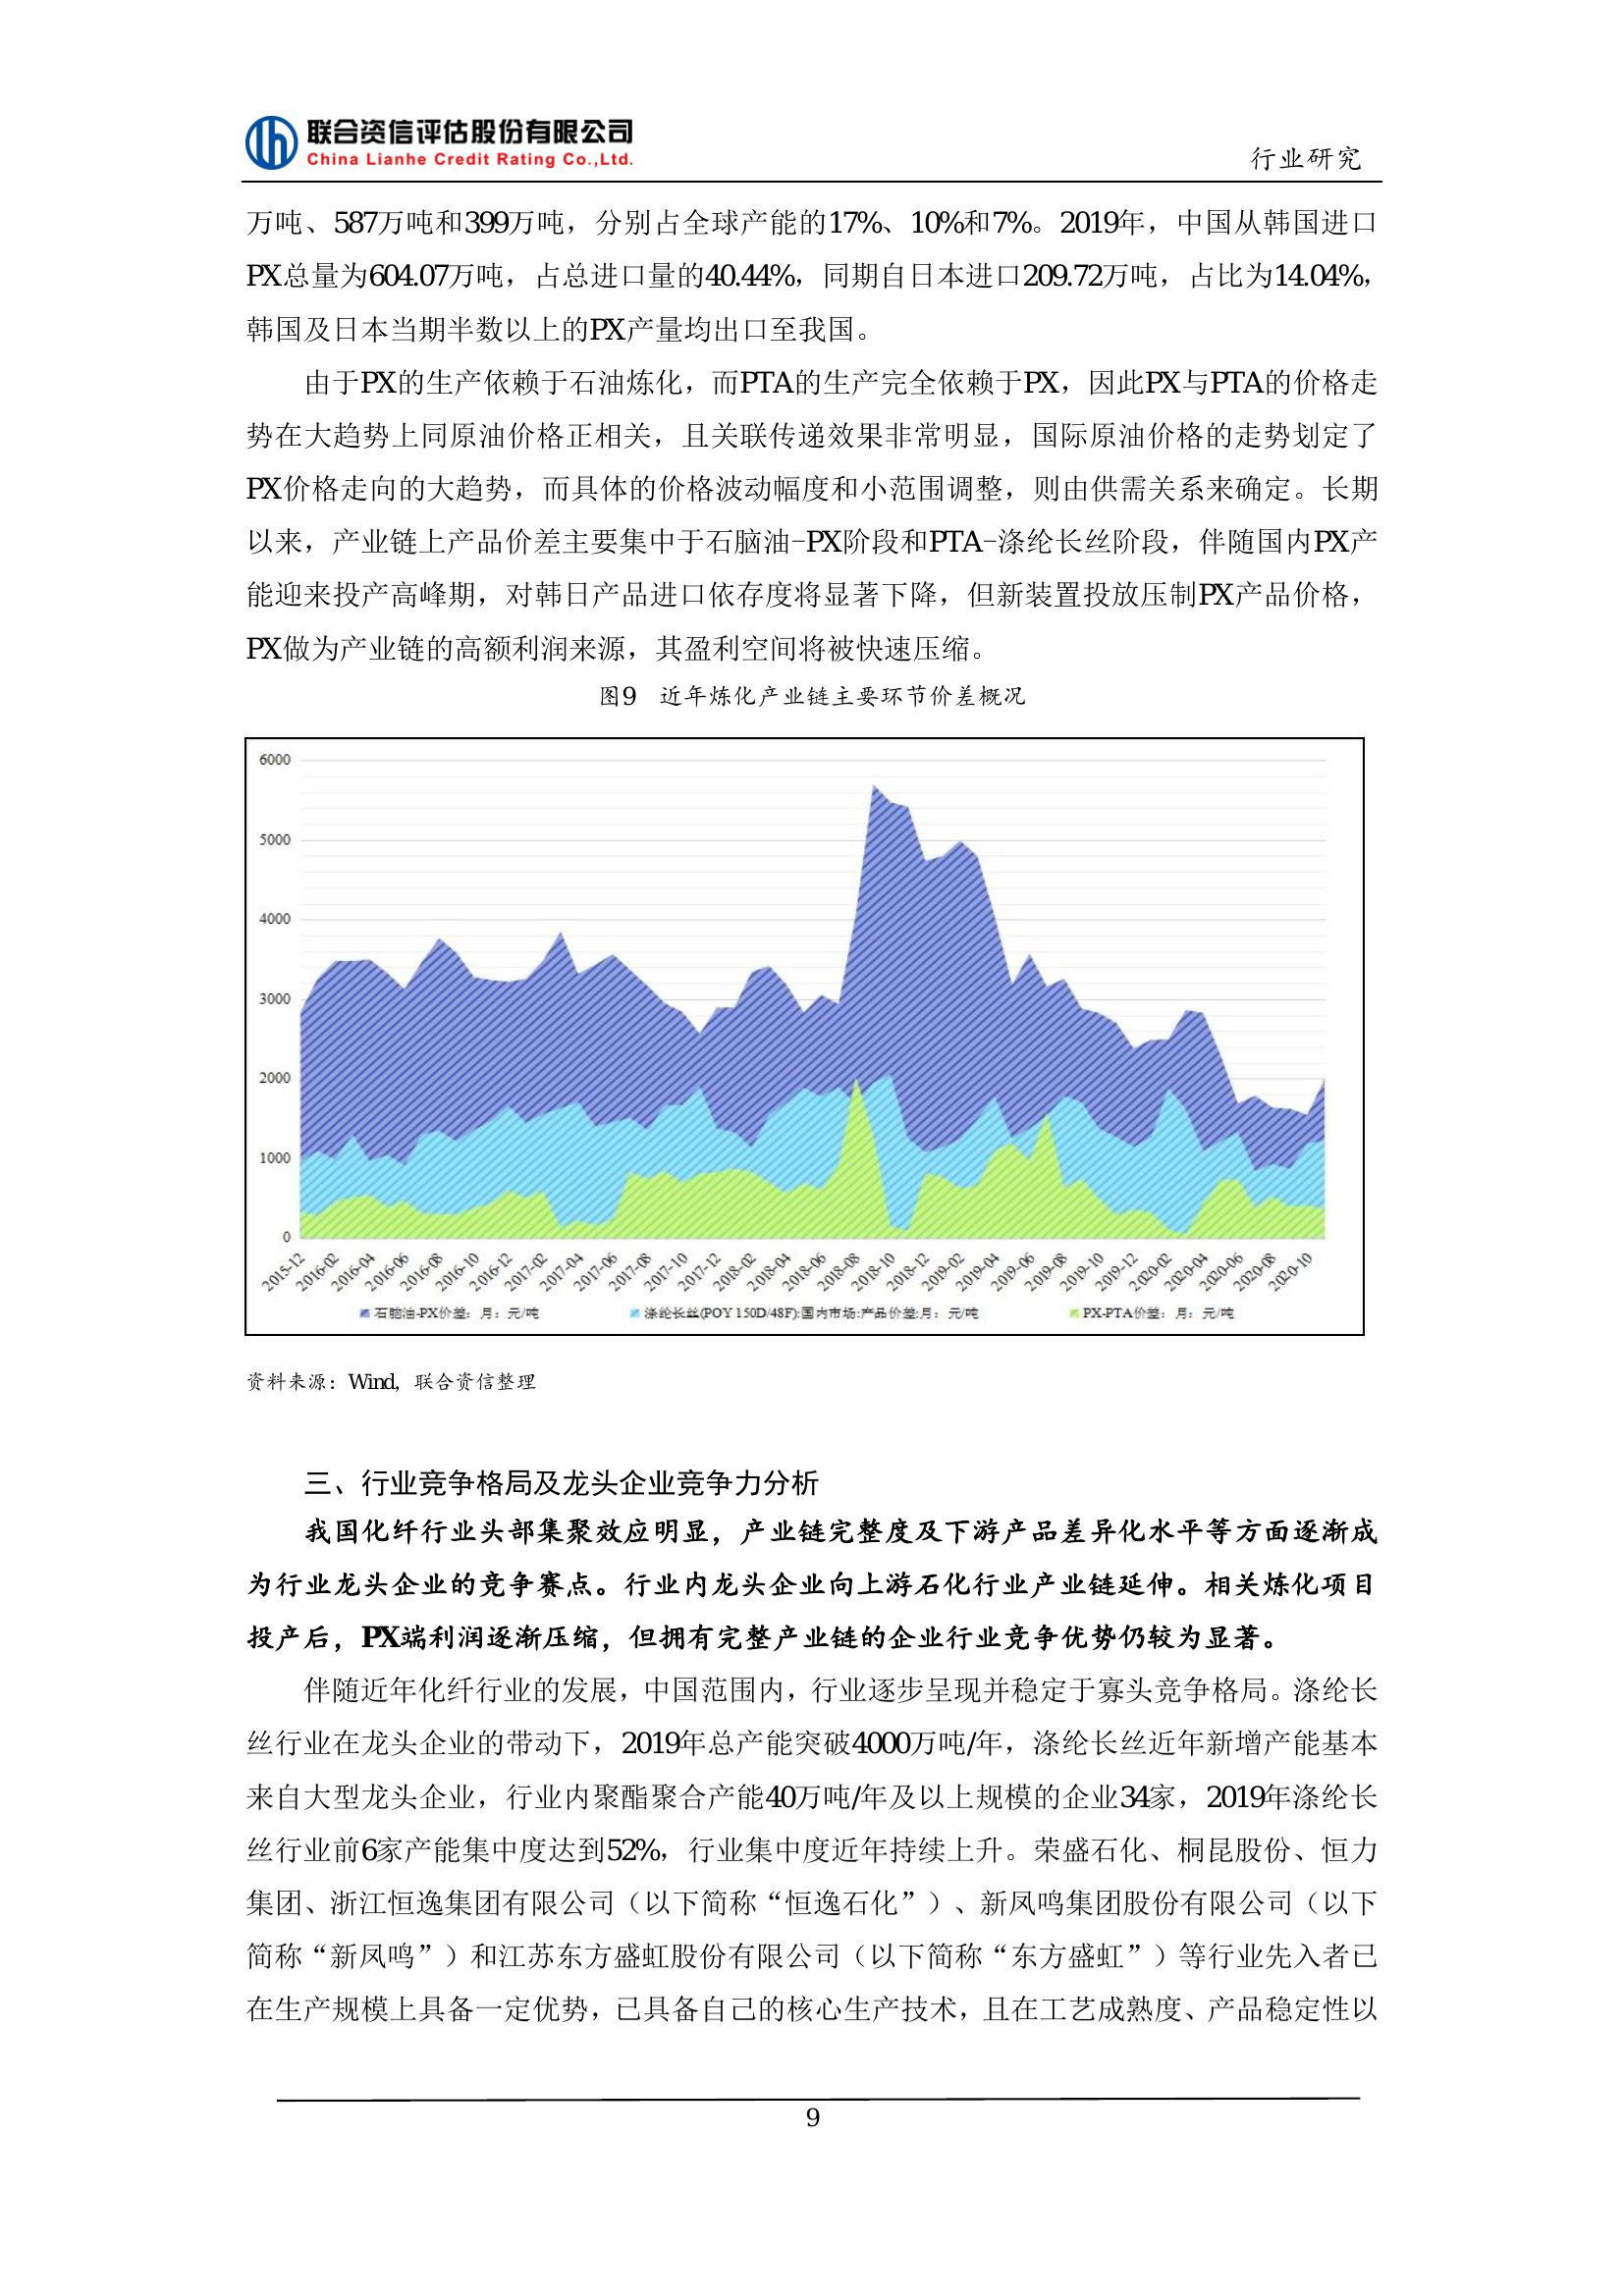 联合资信评估股份有限公司
China Lianhe Credit Rating Co.,Ltd.
行业研究
万吨、587万吨和399万吨，分别占全球产能的17%、10%和7%。2019年，中国从韩国进口
PX总量为604.07万吨，占总进口量的40.44%，同期自日本进口209.72万吨，占比为14.04%，
韩国及日本当期半数以上的PX产量均出口至我国。
由于PX的生产依赖于石油炼化，而PTA的生产完全依赖于PX，因此PX与PTA的价格走
势在大趋势上同原油价格正相关，且关联传递效果非常明显，国际原油价格的走势划定了
PX价格走向的大趋势，而具体的价格波动幅度和小范围调整，则由供需关系来确定。长期
以来，产业链上产品价差主要集中于石脑油-PX阶段和PTA-涤纶长丝阶段，伴随国内PX产
能迎来投产高峰期，对韩日产品进口依存度将显著下降，但新装置投放压制PX产品价格，
PX做为产业链的高额利润来源，其盈利空间将被快速压缩。
图9 近年炼化产业链主要环节价差概况
6000
5000
4000
3000
2000
1000
0
2015-12 2016-02 2016-04 2016-06 2016-08 2016-10 2016-12 2017-02 2017-04 2017-06 2017-08 2017-10 2017-12 2018-02 2018-04 2018-06 2018-08 2018-10 2018-12 2019-02 2019-04 2019-06 2019-08 2019-10 2019-12 2020-02 2020-04 2020-06 2020-08 2020-10
石脑油-PX价差：月：元/吨 涤纶长丝(POY 150D/48F):国内市场:产品价差:月：元/吨 PX-PTA价差：月：元/吨
资料来源：Wind，联合资信整理
三、行业竞争格局及龙头企业竞争力分析
我国化纤行业头部集聚效应明显，产业链完整度及下游产品差异化水平等方面逐渐成
为行业龙头企业的竞争赛点。行业内龙头企业向上游石化行业产业链延伸。相关炼化项目
投产后，PX端利润逐渐压缩，但拥有完整产业链的企业行业竞争优势仍较为显著。
伴随近年化纤行业的发展，中国范围内，行业逐步呈现并稳定于寡头竞争格局。涤纶长
丝行业在龙头企业的带动下，2019年总产能突破4000万吨/年，涤纶长丝近年新增产能基本
来自大型龙头企业，行业内聚酯聚合产能40万吨/年及以上规模的企业34家，2019年涤纶长
丝行业前6家产能集中度达到52%，行业集中度近年持续上升。荣盛石化、桐昆股份、恒力
集团、浙江恒逸集团有限公司（以下简称“恒逸石化”）、新凤鸣集团股份有限公司（以下
简称“新凤鸣”）和江苏东方盛虹股份有限公司（以下简称“东方盛虹”）等行业先入者已
在生产规模上具备一定优势，已具备自己的核心生产技术，且在工艺成熟度、产品稳定性以
9